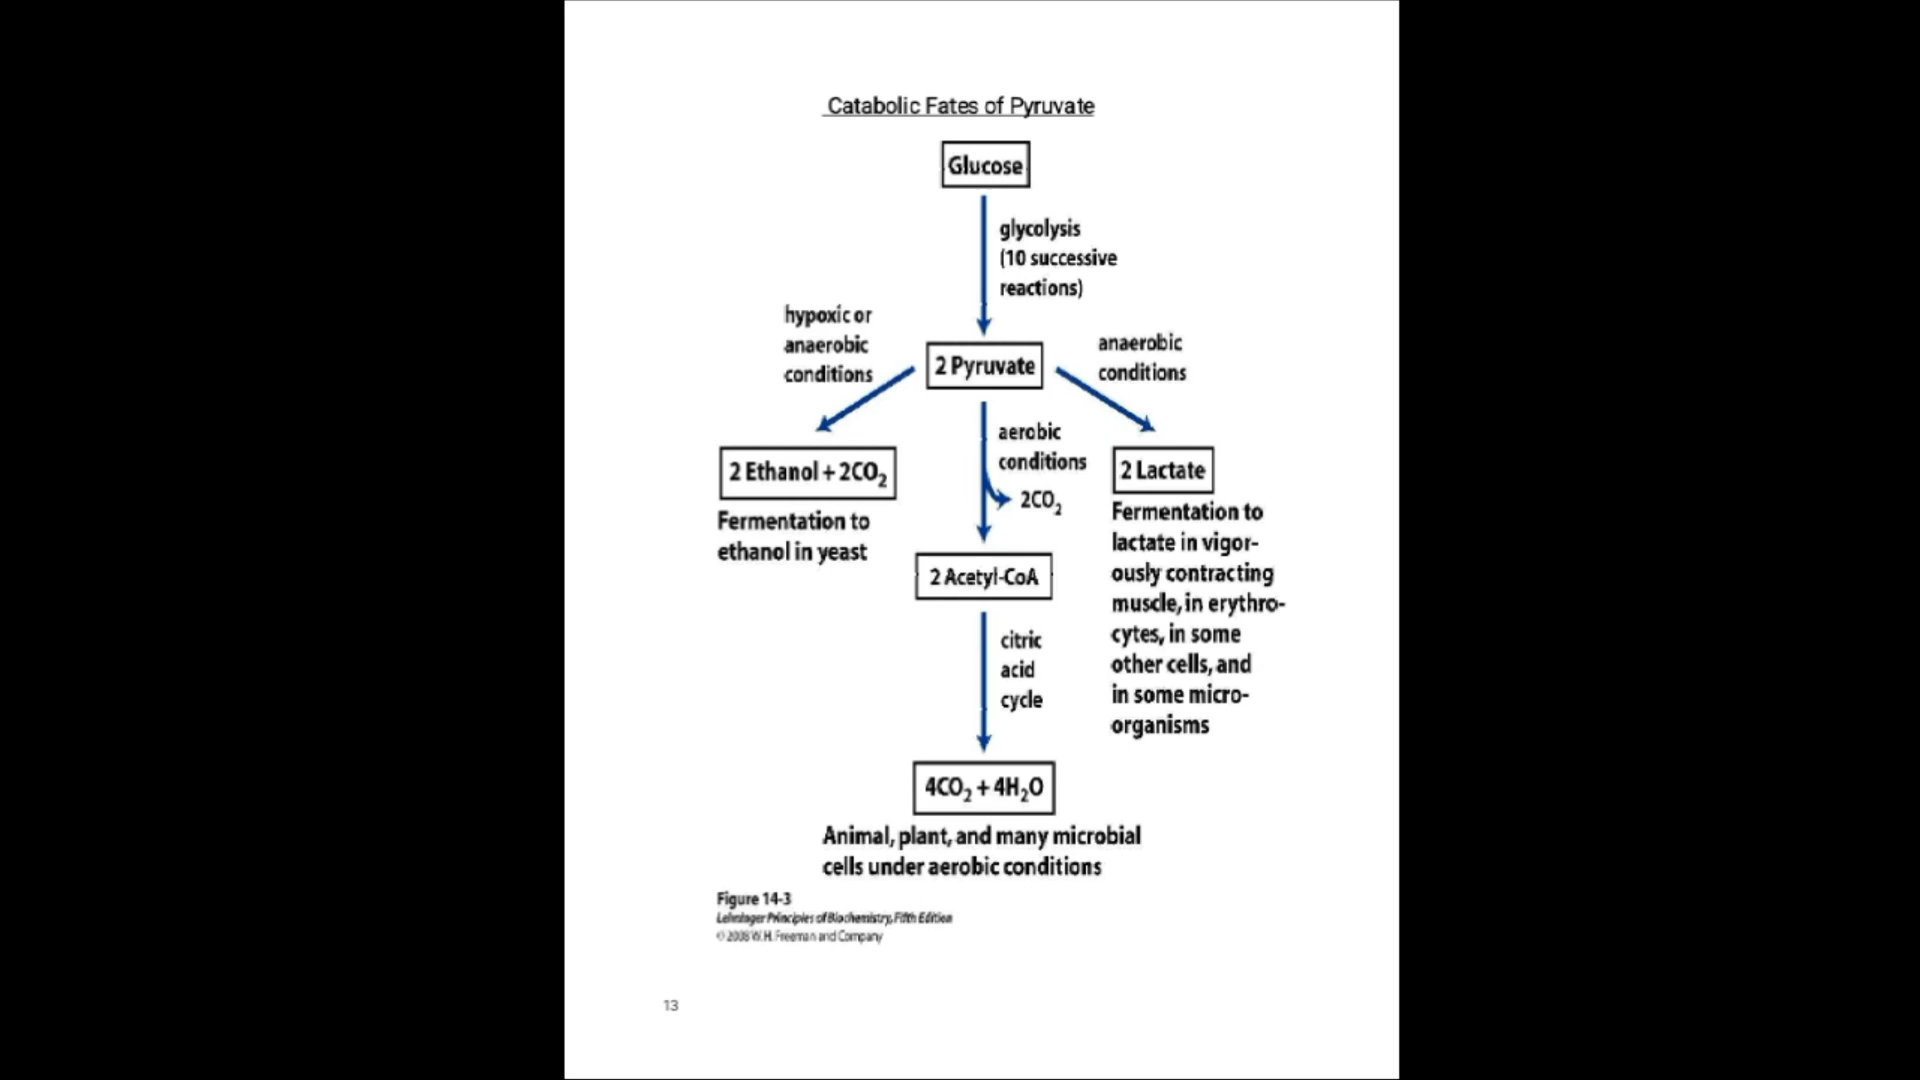 Catabolic Fates of Pyruvate
Glucose
glycolysis
(10 successive
reactions)
hypoxic or
anaerobic
conditions
2 Pyruvate
anaerobic
conditions
aerobic
conditions
2CO₂
2 Ethanol + 2CO₂
Fermentation to
ethanol in yeast
2 Lactate
Fermentation to
lactate in vigor-
ously contracting
muscle, in erythro-
cytes, in some
other cells, and
in some micro-
organisms
2 Acetyl-CoA
citric
acid
cycle
4CO₂ + 4H₂O
Animal, plant, and many microbial
cells under aerobic conditions
Figure 14-3
Lehninger Principles of Biochemistry, Fifth Edition
© 2008 W.H. Freeman and Company
13